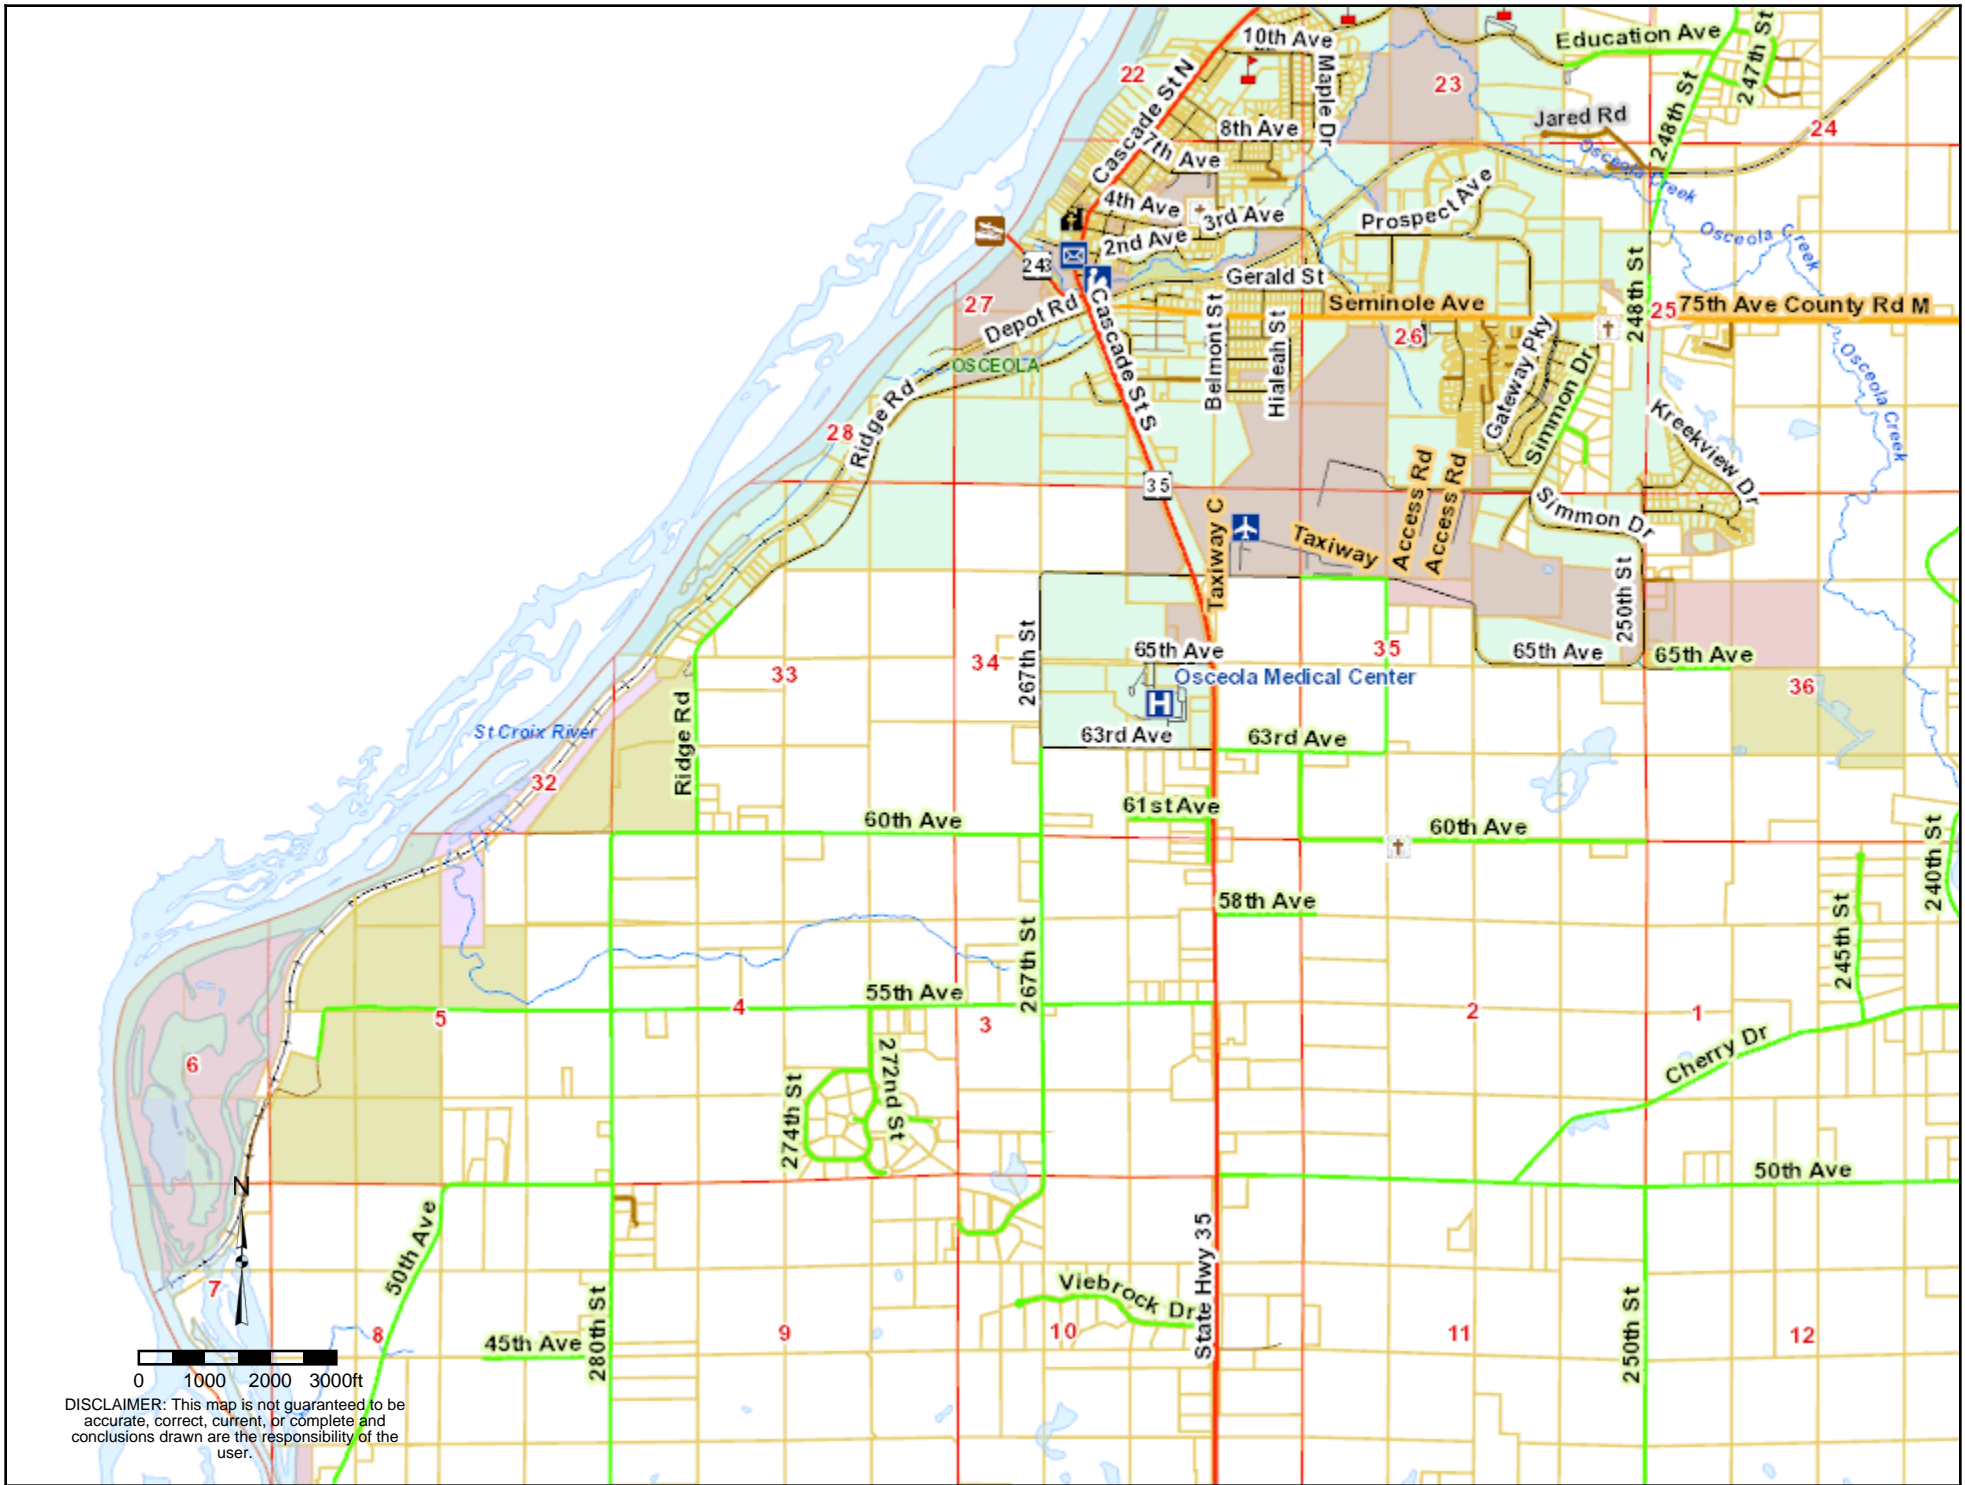 10th Ave
Education Ave
247th St
22
Cascade St N
Maple Dr
23
248th St
Jared Rd
24
8th Ave
7th Ave
Osceola Creek
4th Ave
3rd Ave
Prospect Ave
2nd Ave
Osceola Creek
243
Gerald St
248th St
27
Depot Rd
Seminole Ave
25
75th Ave County Rd M
26
OSCEOLA
Cascade St S
Belmont St
Hialeah St
Gateway Pky
Simmon Dr
Osceola Creek
28
Ridge Rd
Kreekview Dr
35
Access Rd
Access Rd
Simmon Dr
Taxiway C
Taxiway
250th St
267th St
65th Ave
35
65th Ave
65th Ave
33
34
Osceola Medical Center
36
H
St Croix River
Ridge Rd
63rd Ave
63rd Ave
32
61st Ave
60th Ave
60th Ave
240th St
58th Ave
245th St
267th St
55th Ave
5
4
3
2
1
6
272nd St
Cherry Dr
274th St
50th Ave
N
50th Ave
State Hwy 35
7
280th St
Viebrock Dr
250th St
8
45th Ave
9
10
11
12
0 1000 2000 3000ft
DISCLAIMER: This map is not guaranteed to be
accurate, correct, current, or complete and
conclusions drawn are the responsibility of the
user.